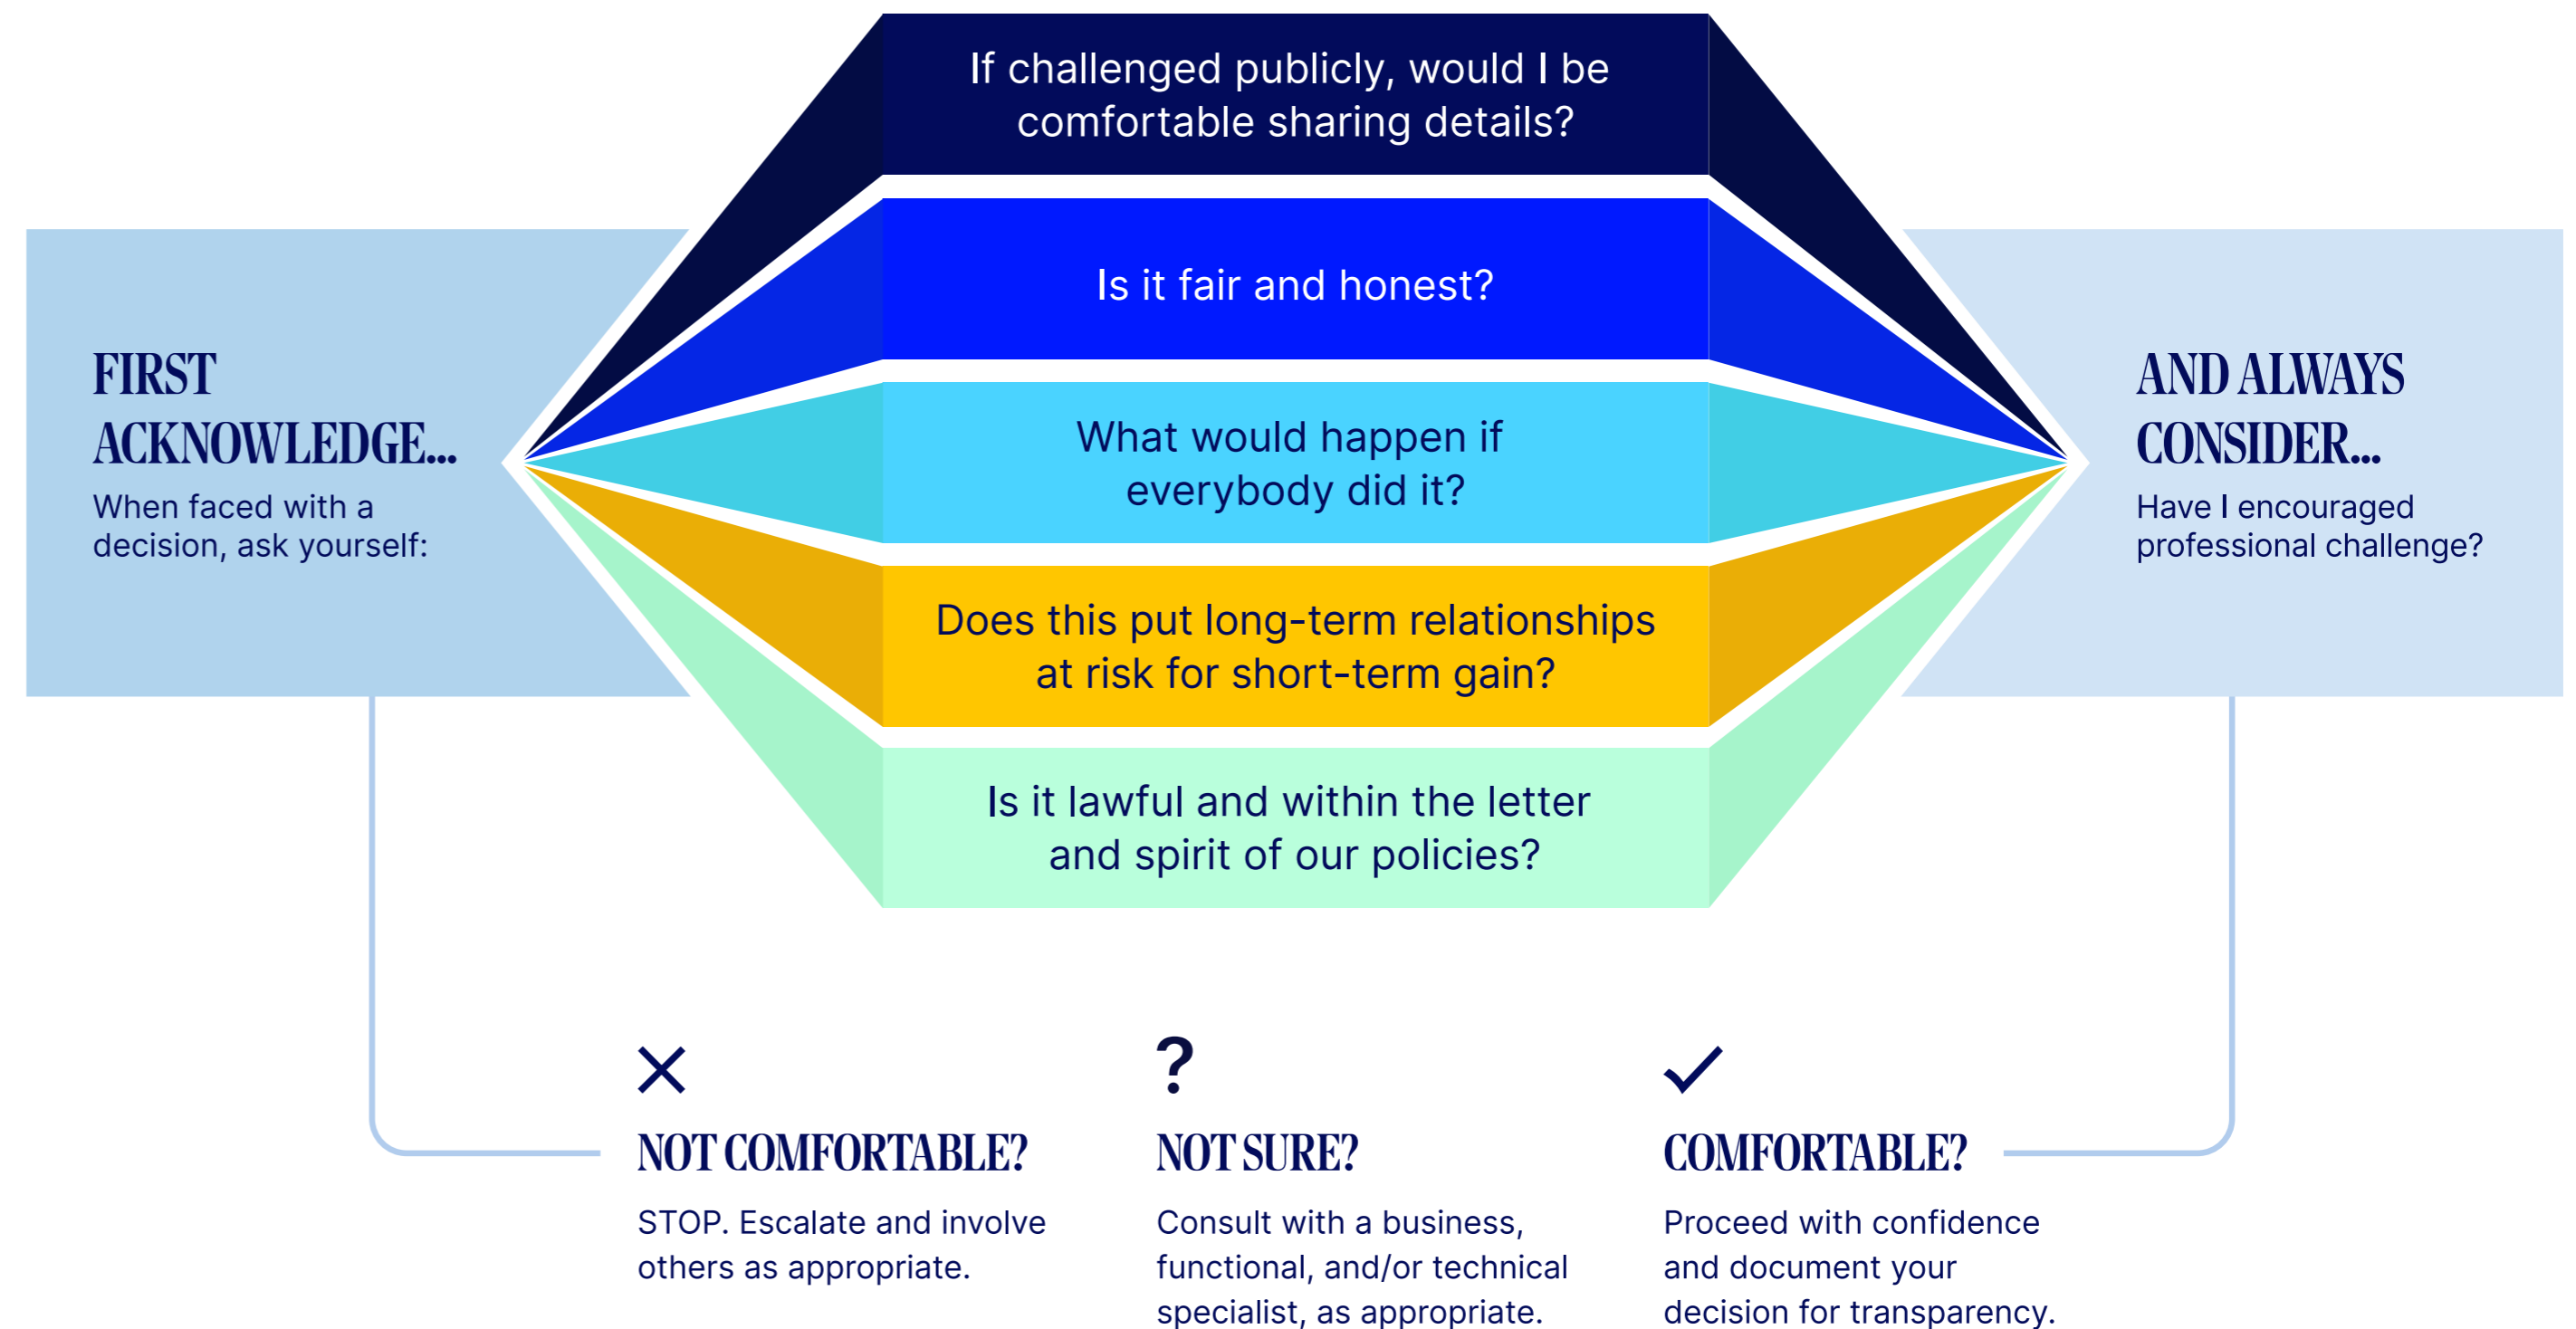 FIRST
ACKNOWLEDGE...
When faced with a
decision, ask yourself:
If challenged publicly, would I be
comfortable sharing details?
Is it fair and honest?
What would happen if
everybody did it?
Does this put long-term relationships
at risk for short-term gain?
Is it lawful and within the letter
and spirit of our policies?
AND ALWAYS
CONSIDER...
Have I encouraged
professional challenge?
NOT COMFORTABLE?
STOP. Escalate and involve
others as appropriate.
?
NOT SURE?
Consult with a business,
functional, and/or technical
specialist, as appropriate.
COMFORTABLE?
Proceed with confidence
and document your
decision for transparency.